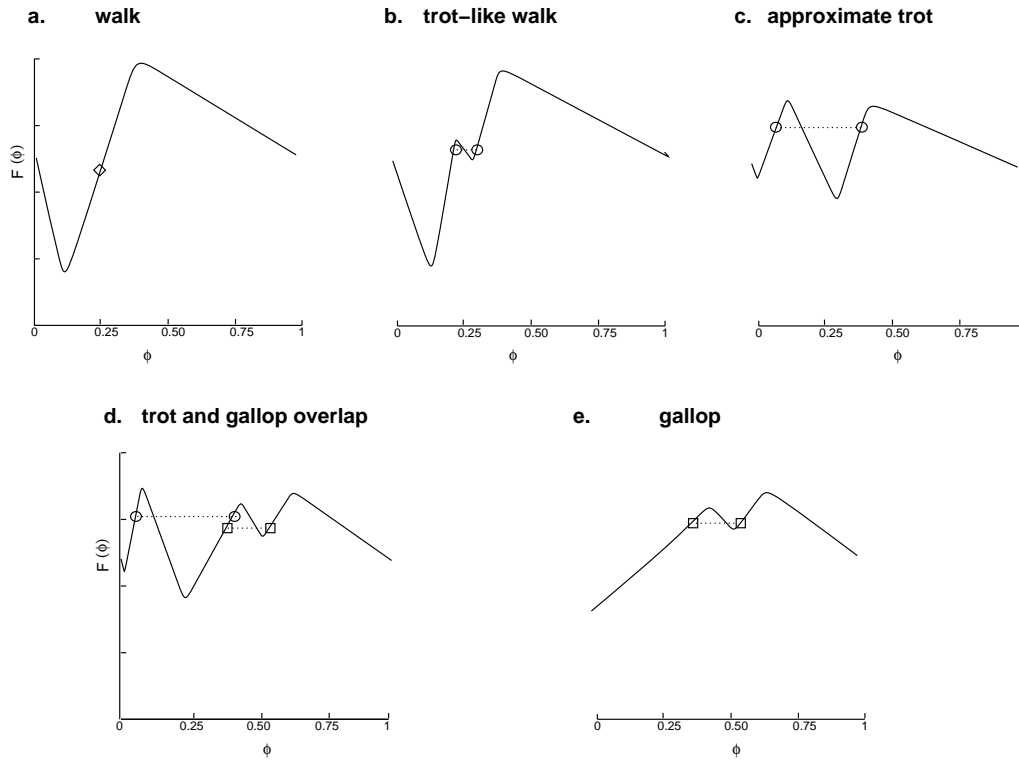 a. walk
b. trot–like walk
c. approximate trot
F (ϕ)
0 0.25 0.50 0.75 1
ϕ
0 0.25 0.50 0.75 1
ϕ
0 0.25 0.50 0.75 1
ϕ
d. trot and gallop overlap
e. gallop
F (ϕ)
0 0.25 0.50 0.75 1
ϕ
0 0.25 0.50 0.75 1
ϕ